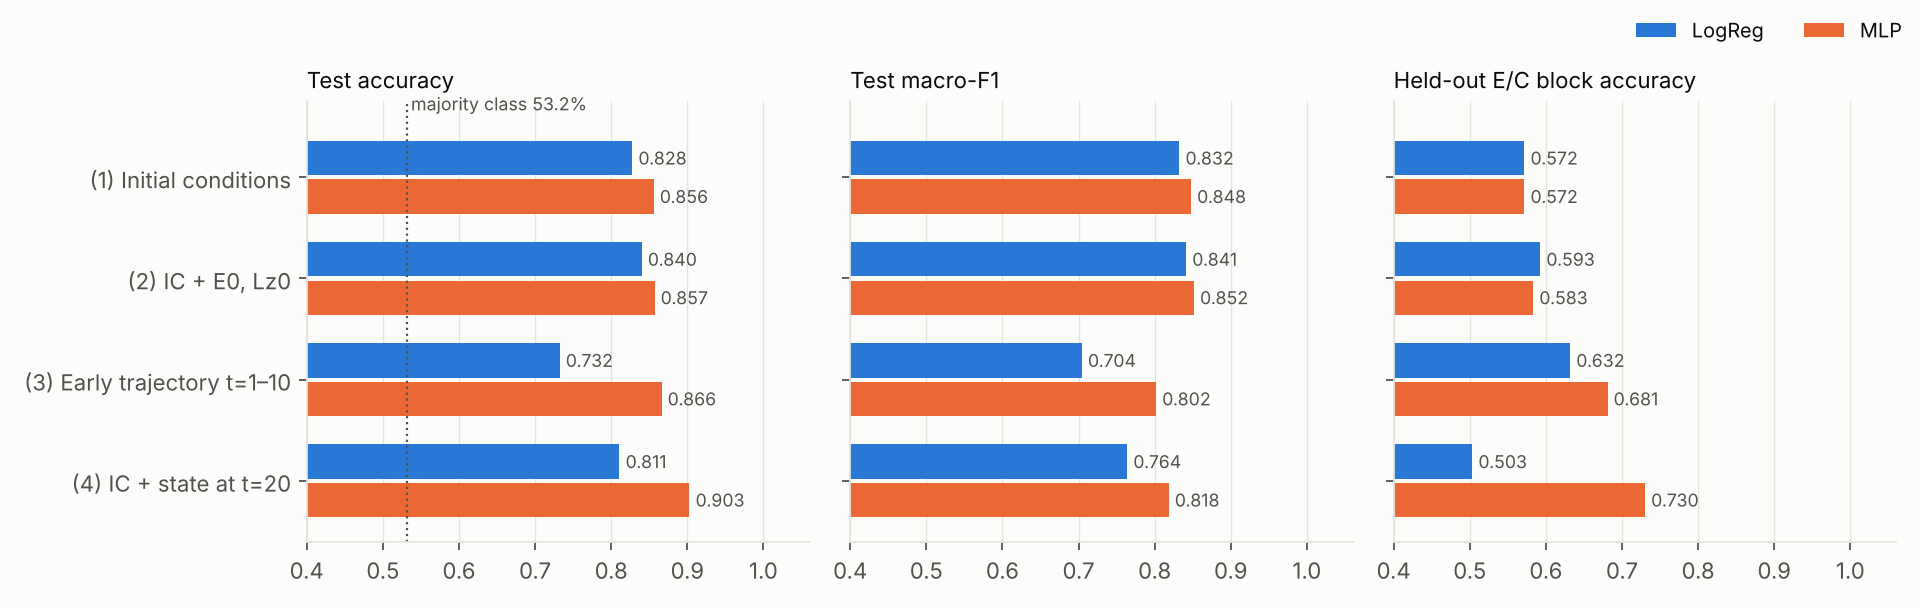 LogReg MLP
Test accuracy
majority class 53.2%
(1) Initial conditions
0.828
0.856
(2) IC + E0, Lz0
0.840
0.857
(3) Early trajectory t=1–10
0.732
0.866
(4) IC + state at t=20
0.811
0.903
0.4 0.5 0.6 0.7 0.8 0.9 1.0
Test macro-F1
0.832
0.848
0.841
0.852
0.704
0.802
0.764
0.818
0.4 0.5 0.6 0.7 0.8 0.9 1.0
Held-out E/C block accuracy
0.572
0.572
0.593
0.583
0.632
0.681
0.503
0.730
0.4 0.5 0.6 0.7 0.8 0.9 1.0